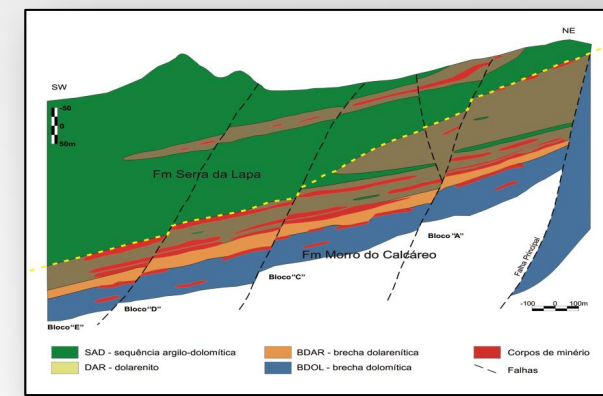 SW
NE
-50
0
50m
Fm Serra da Lapa
Fm Morro do Calcáreo
Bloco "A"
Bloco "C"
Bloco "D"
Bloco "E"
Falha Principal
-100 0 100m
SAD - sequência argilo-dolomítica
DAR - dolarenito
BDAR - brecha dolarenítica
BDOL - brecha dolomítica
Corpos de minério
Falhas